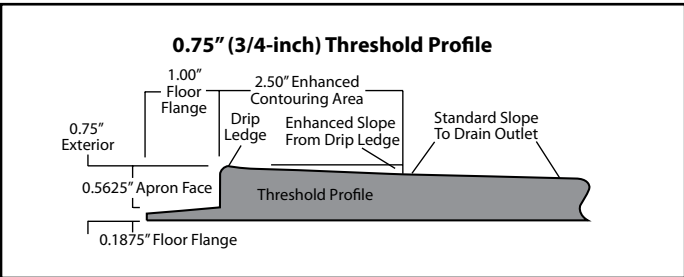 0.75” (3/4-inch) Threshold Profile
1.00”
Floor
Flange
2.50” Enhanced
Contouring Area
0.75”
Exterior
Drip
Ledge
Enhanced Slope
From Drip Ledge
Standard Slope
To Drain Outlet
0.5625” Apron Face
Threshold Profile
0.1875” Floor Flange